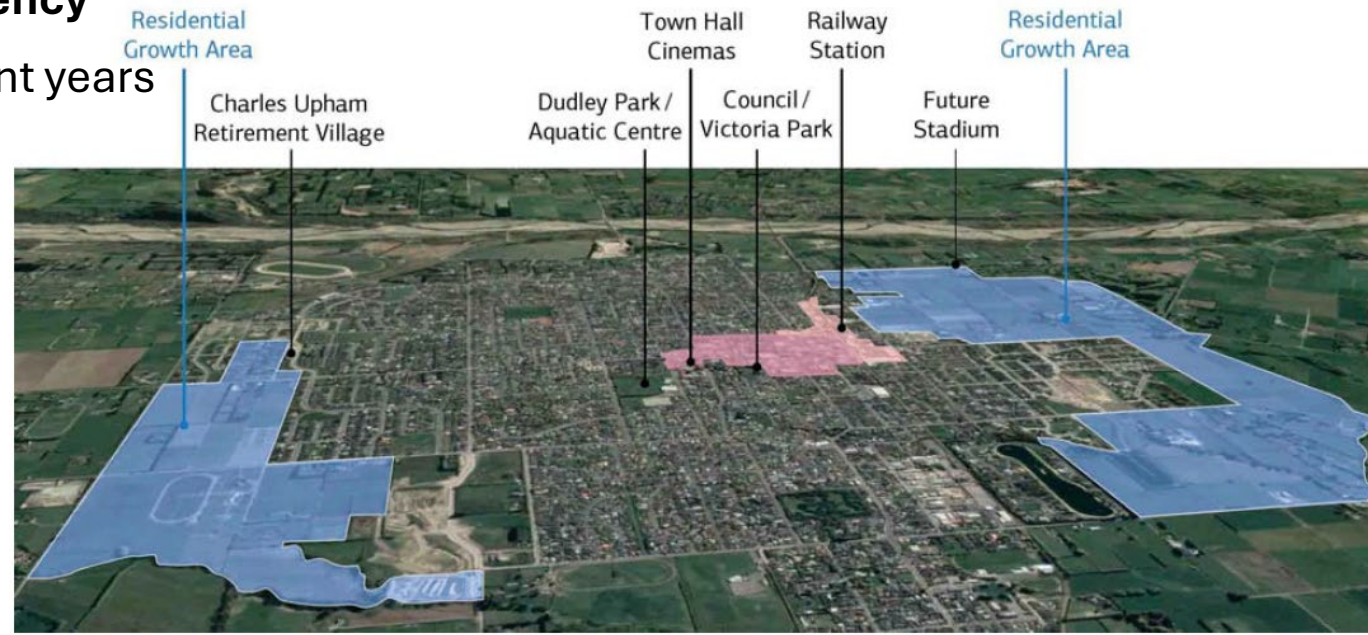 ency
nt years
Residential
Growth Area
Charles Upham
Retirement Village
Dudley Park /
Aquatic Centre
Town Hall
Cinemas
Council /
Victoria Park
Railway
Station
Future
Stadium
Residential
Growth Area